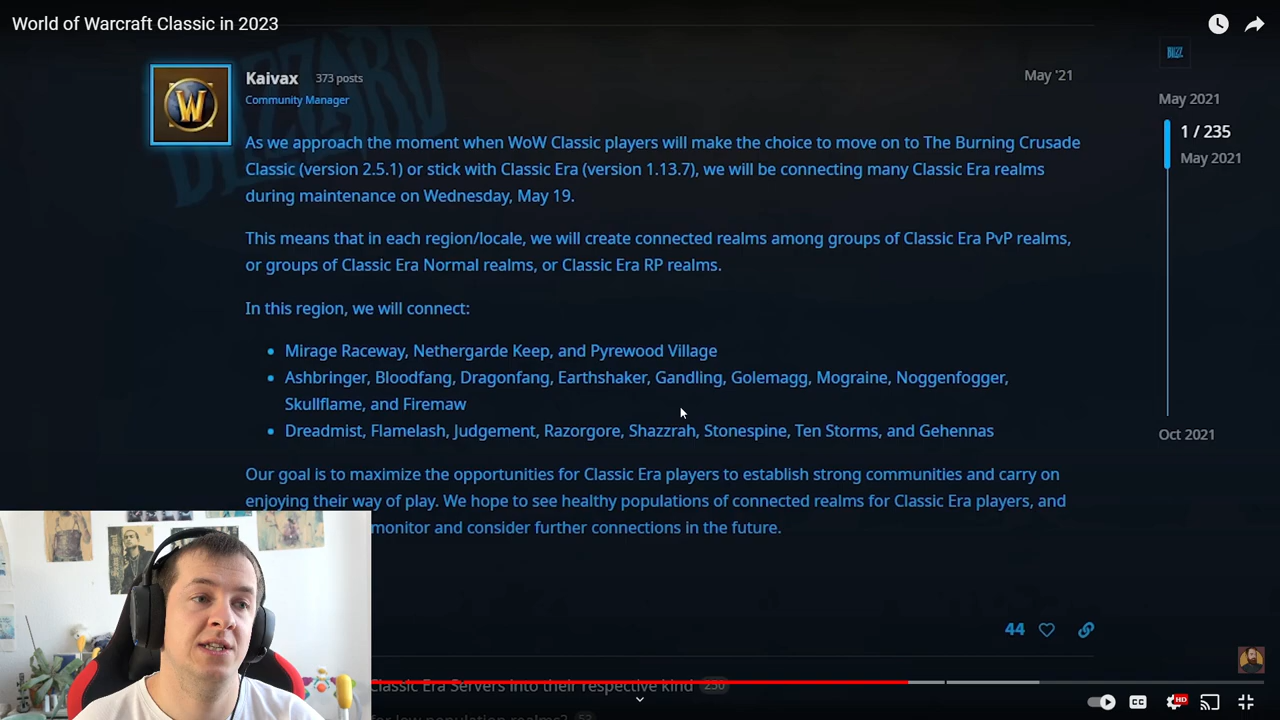 World of Warcraft Classic in 2023
Kaivax 373 posts
May '21
Community Manager
As we approach the moment when WoW Classic players will make the choice to move on to The Burning Crusade
Classic (version 2.5.1) or stick with Classic Era (version 1.13.7), we will be connecting many Classic Era realms
during maintenance on Wednesday, May 19.
This means that in each region/locale, we will create connected realms among groups of Classic Era PvP realms,
or groups of Classic Era Normal realms, or Classic Era RP realms.
In this region, we will connect:
• Mirage Raceway, Nethergarde Keep, and Pyrewood Village
• Ashbringer, Bloodfang, Dragonfang, Earthshaker, Gandling, Golemagg, Mograine, Noggenfogger,
Skullflame, and Firemaw
• Dreadmist, Flamelash, Judgement, Razorgore, Shazzrah, Stonespine, Ten Storms, and Gehennas
Our goal is to maximize the opportunities for Classic Era players to establish strong communities and carry on
enjoying their way of play. We hope to see healthy populations of connected realms for Classic Era players, and
monitor and consider further connections in the future.
44
Classic Era Servers into their respective kind 230
for low population realms?
BLIZZ
May 2021
1 / 235
May 2021
Oct 2021
BLIZZARD
W
CC
HD